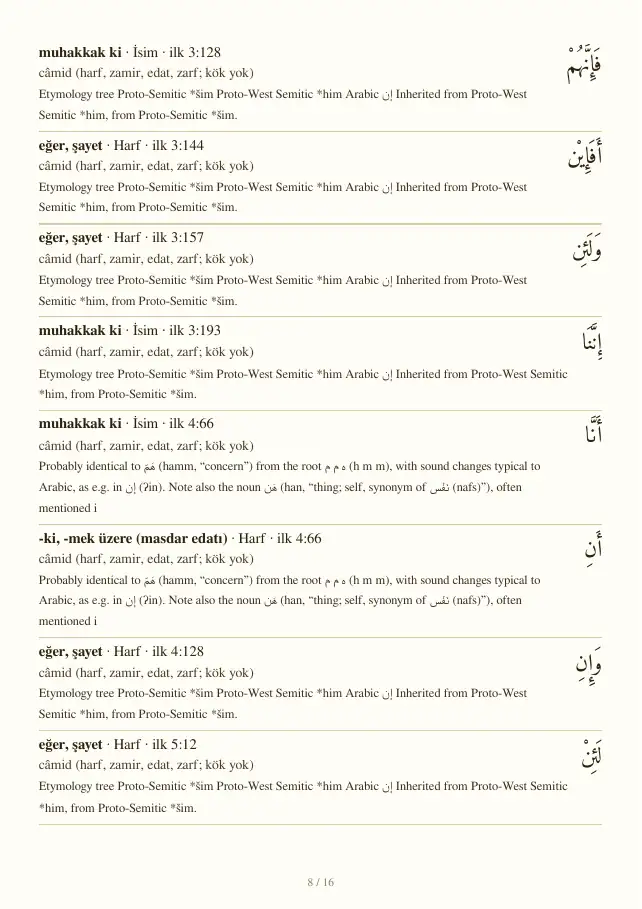 muhakkak ki · İsim · ilk 3:128
فَإِنَّهُمْ
câmid (harf, zamir, edat, zarf; kök yok)
Etymology tree Proto-Semitic *šim Proto-West Semitic *him Arabic إن Inherited from Proto-West
Semitic *him, from Proto-Semitic *šim.
eğer, şayet · Harf · ilk 3:144
أَفَإِي۟ن
câmid (harf, zamir, edat, zarf; kök yok)
Etymology tree Proto-Semitic *šim Proto-West Semitic *him Arabic إن Inherited from Proto-West
Semitic *him, from Proto-Semitic *šim.
eğer, şayet · Harf · ilk 3:157
وَلَئِن
câmid (harf, zamir, edat, zarf; kök yok)
Etymology tree Proto-Semitic *šim Proto-West Semitic *him Arabic إن Inherited from Proto-West
Semitic *him, from Proto-Semitic *šim.
muhakkak ki · İsim · ilk 3:193
إِنَّنَا
câmid (harf, zamir, edat, zarf; kök yok)
Etymology tree Proto-Semitic *šim Proto-West Semitic *him Arabic إن Inherited from Proto-West Semitic
*him, from Proto-Semitic *šim.
muhakkak ki · İsim · ilk 4:66
أَنَّا
câmid (harf, zamir, edat, zarf; kök yok)
Probably identical to هَمّ (hamm, “concern”) from the root ه م م (h m m), with sound changes typical to
Arabic, as e.g. in إن (ʔin). Note also the noun هَن (han, “thing; self, synonym of نَفْس (nafs)”), often
mentioned i
-ki, -mek üzere (masdar edatı) · Harf · ilk 4:66
أَنِ
câmid (harf, zamir, edat, zarf; kök yok)
Probably identical to هَمّ (hamm, “concern”) from the root ه م م (h m m), with sound changes typical to
Arabic, as e.g. in إن (ʔin). Note also the noun هَن (han, “thing; self, synonym of نَفْس (nafs)”), often
mentioned i
eğer, şayet · Harf · ilk 4:128
وَإِنِ
câmid (harf, zamir, edat, zarf; kök yok)
Etymology tree Proto-Semitic *šim Proto-West Semitic *him Arabic إن Inherited from Proto-West
Semitic *him, from Proto-Semitic *šim.
eğer, şayet · Harf · ilk 5:12
لَئِنْ
câmid (harf, zamir, edat, zarf; kök yok)
Etymology tree Proto-Semitic *šim Proto-West Semitic *him Arabic إن Inherited from Proto-West Semitic
*him, from Proto-Semitic *šim.
8 / 16